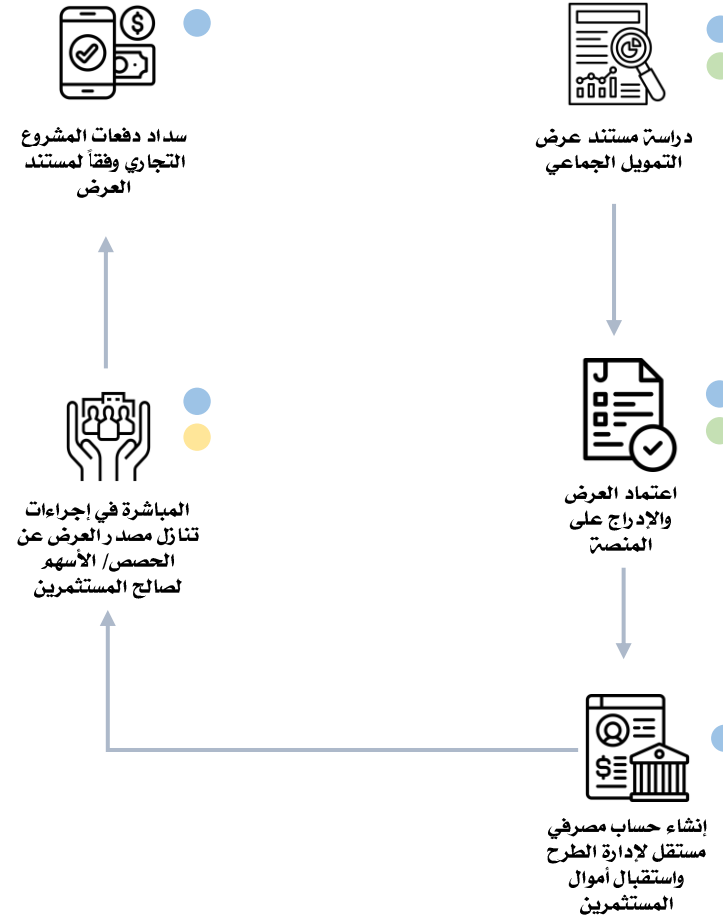 دراسة مستند عرض
التمويل الجماعي
اعتماد العرض
والإدراج على
المنصة
إنشاء حساب مصرفي
مستقل لإدارة الطرح
واستقبال أموال
المستثمرين
المباشرة في إجراءات
تنازل مصدر العرض عن
الحصص/ الأسهم
لصالح المستثمرين
سداد دفعات المشروع
التجاري وفقاً لمستند
العرض